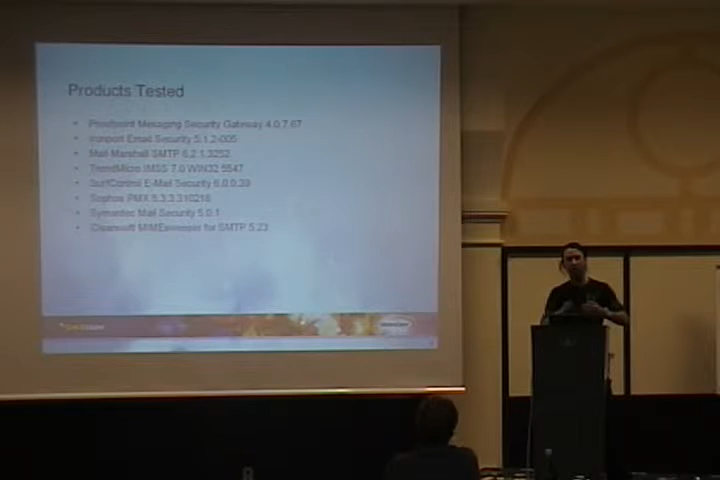 Products Tested
• Proofpoint Messaging Security Gateway 4.0.7.67
• Ironport Email Security 5.1.2-005
• Mail Marshall SMTP 6.2.1.3252
• TrendMicro IMSS 7.0 WIN32 5547
• SurfControl E-Mail Security 6.0.0.39
• Sophos PMX 5.3.3.310218
• Symantec Mail Security 5.0.1
• Clearswift MIMEsweeper for SMTP 5.23